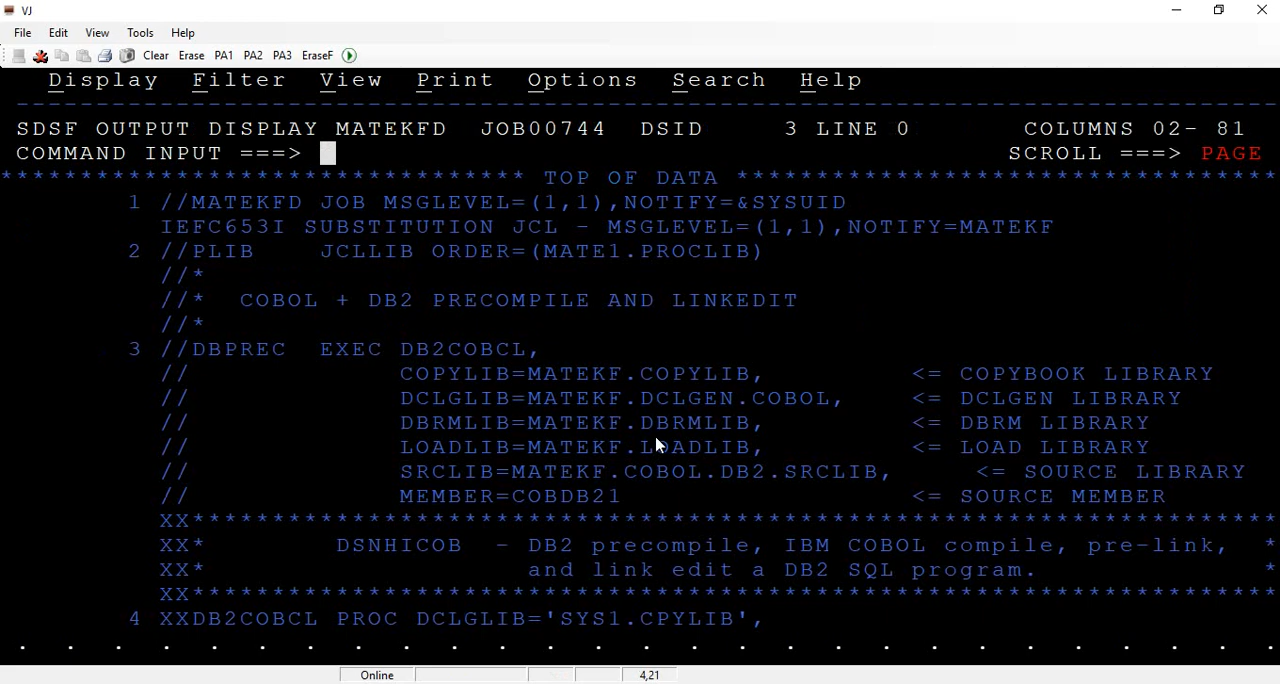 VJ
File Edit View Tools Help
Clear Erase PA1 PA2 PA3 EraseF
Display Filter View Print Options Search Help
--------------------------------------------------------------------------------
SDSF OUTPUT DISPLAY MATEKFD JOB00744 DSID 3 LINE 0 COLUMNS 02- 81
COMMAND INPUT ===> SCROLL ===> PAGE
********************************* TOP OF DATA **********************************
1 //MATEKFD JOB MSGLEVEL=(1,1),NOTIFY=&SYSUID
IEFC653I SUBSTITUTION JCL - MSGLEVEL=(1,1),NOTIFY=MATEKF
2 //PLIB JCLLIB ORDER=(MATE1.PROCLIB)
//*
//* COBOL + DB2 PRECOMPILE AND LINKEDIT
//*
3 //DBPREC EXEC DB2COBCL,
// COPYLIB=MATEKF.COPYLIB, <= COPYBOOK LIBRARY
// DCLGLIB=MATEKF.DCLGEN.COBOL, <= DCLGEN LIBRARY
// DBRMLIB=MATEKF.DBRMLIB, <= DBRM LIBRARY
// LOADLIB=MATEKF.LOADLIB, <= LOAD LIBRARY
// SRCLIB=MATEKF.COBOL.DB2.SRCLIB, <= SOURCE LIBRARY
// MEMBER=COBDB21 <= SOURCE MEMBER
XX********************************************************************
XX* DSNHICOB - DB2 precompile, IBM COBOL compile, pre-link, *
XX* and link edit a DB2 SQL program. *
XX********************************************************************
4 XXDB2COBCL PROC DCLGLIB='SYS1.CPYLIB',
Online 4,21